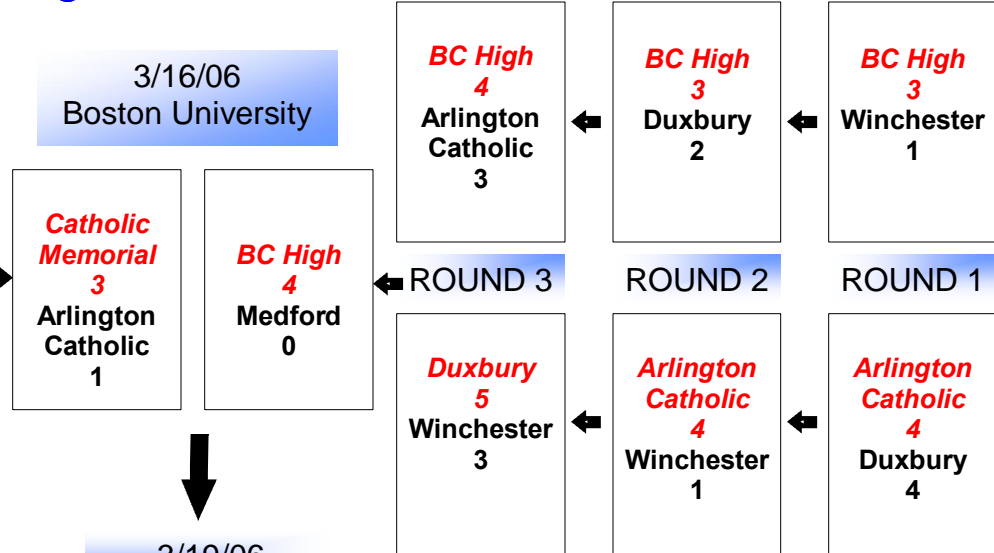 3/16/06
Boston University
BC High
4
Arlington
Catholic
3
BC High
3
Duxbury
2
BC High
3
Winchester
1
Catholic
Memorial
3
Arlington
Catholic
1
BC High
4
Medford
0
ROUND 3
ROUND 2
ROUND 1
Duxbury
5
Winchester
3
Arlington
Catholic
4
Winchester
1
Arlington
Catholic
4
Duxbury
4